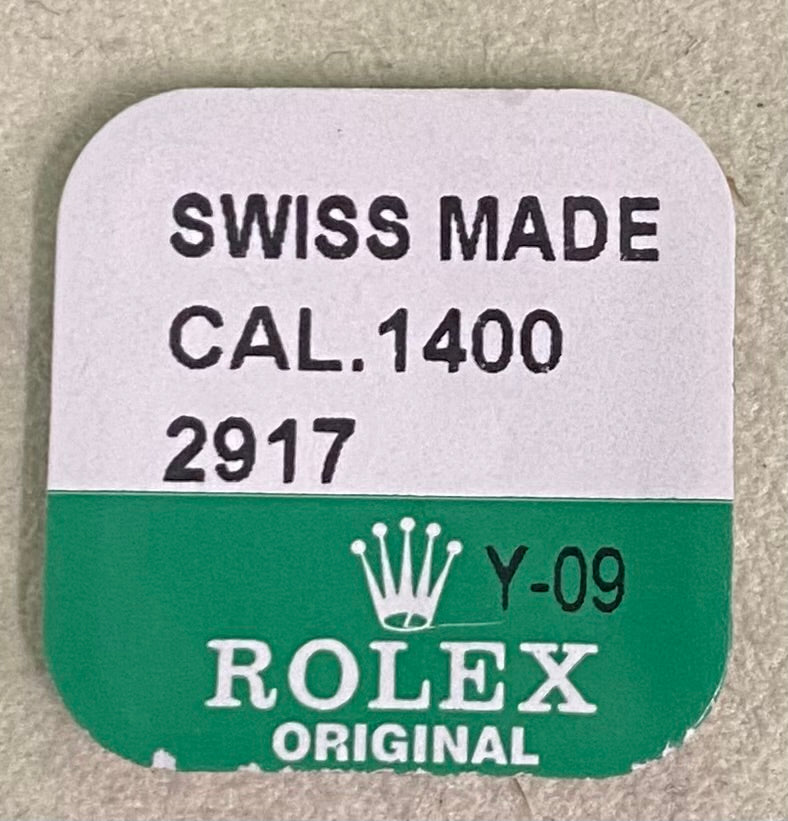 SWISS MADE
CAL.1400
2917
Y-09
ROLEX
ORIGINAL